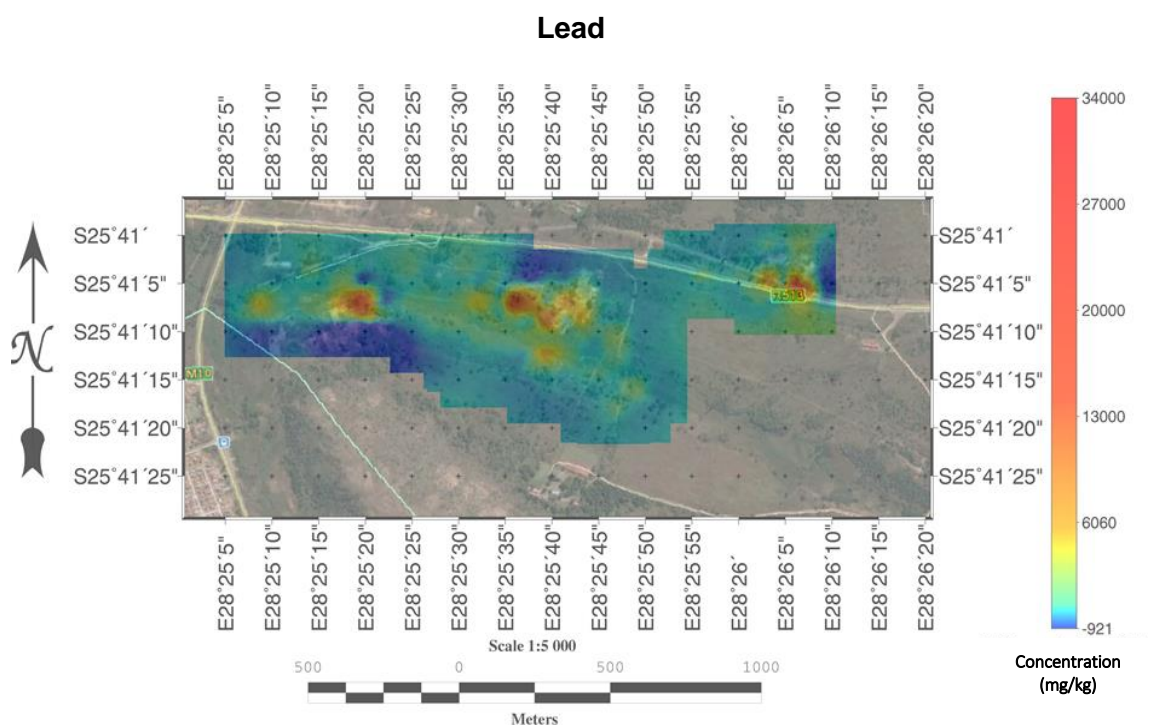 Lead
E28°25´5"
E28°25´10"
E28°25´15"
E28°25´20"
E28°25´25"
E28°25´30"
E28°25´35"
E28°25´40"
E28°25´45"
E28°25´50"
E28°25´55"
E28°26´
E28°26´5"
E28°26´10"
E28°26´15"
E28°26´20"
34000
27000
20000
13000
6060
-921
Concentration
(mg/kg)
N
S25°41´
S25°41´5"
S25°41´10"
S25°41´15"
S25°41´20"
S25°41´25"
S25°41´
S25°41´5"
S25°41´10"
S25°41´15"
S25°41´20"
S25°41´25"
M10
E28°25´5"
E28°25´10"
E28°25´15"
E28°25´20"
E28°25´25"
E28°25´30"
E28°25´35"
E28°25´40"
E28°25´45"
E28°25´50"
E28°25´55"
E28°26´
E28°26´5"
E28°26´10"
E28°26´15"
E28°26´20"
Scale 1:5 000
500 0 500 1000
Meters